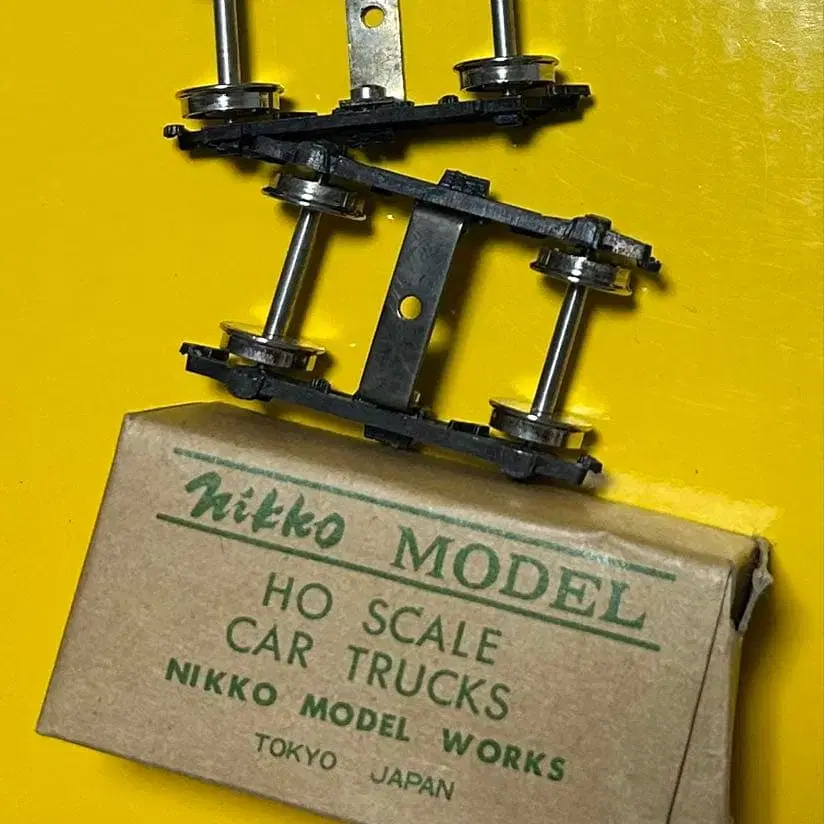 Nikko MODEL
HO SCALE
CAR TRUCKS
NIKKO MODEL WORKS
TOKYO JAPAN